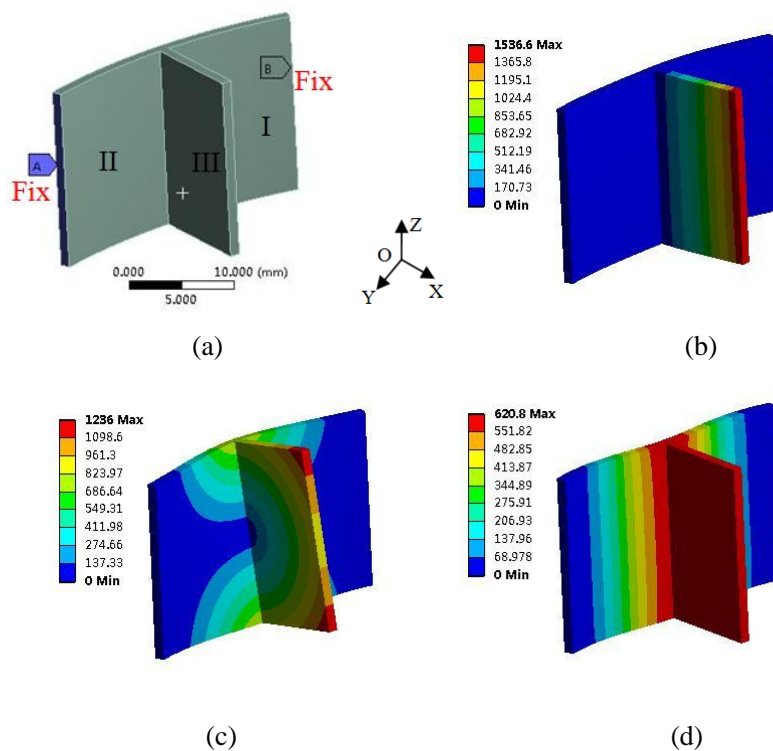 B
Fix
I
II
III
A
Fix
0.000
10.000 (mm)
5.000
Z
O
Y
X
(a)
1536.6 Max
1365.8
1195.1
1024.4
853.65
682.92
512.19
341.46
170.73
0 Min
(b)
1236 Max
1098.6
961.3
823.97
686.64
549.31
411.98
274.66
137.33
0 Min
(c)
620.8 Max
551.82
482.85
413.87
344.89
275.91
206.93
137.96
68.978
0 Min
(d)